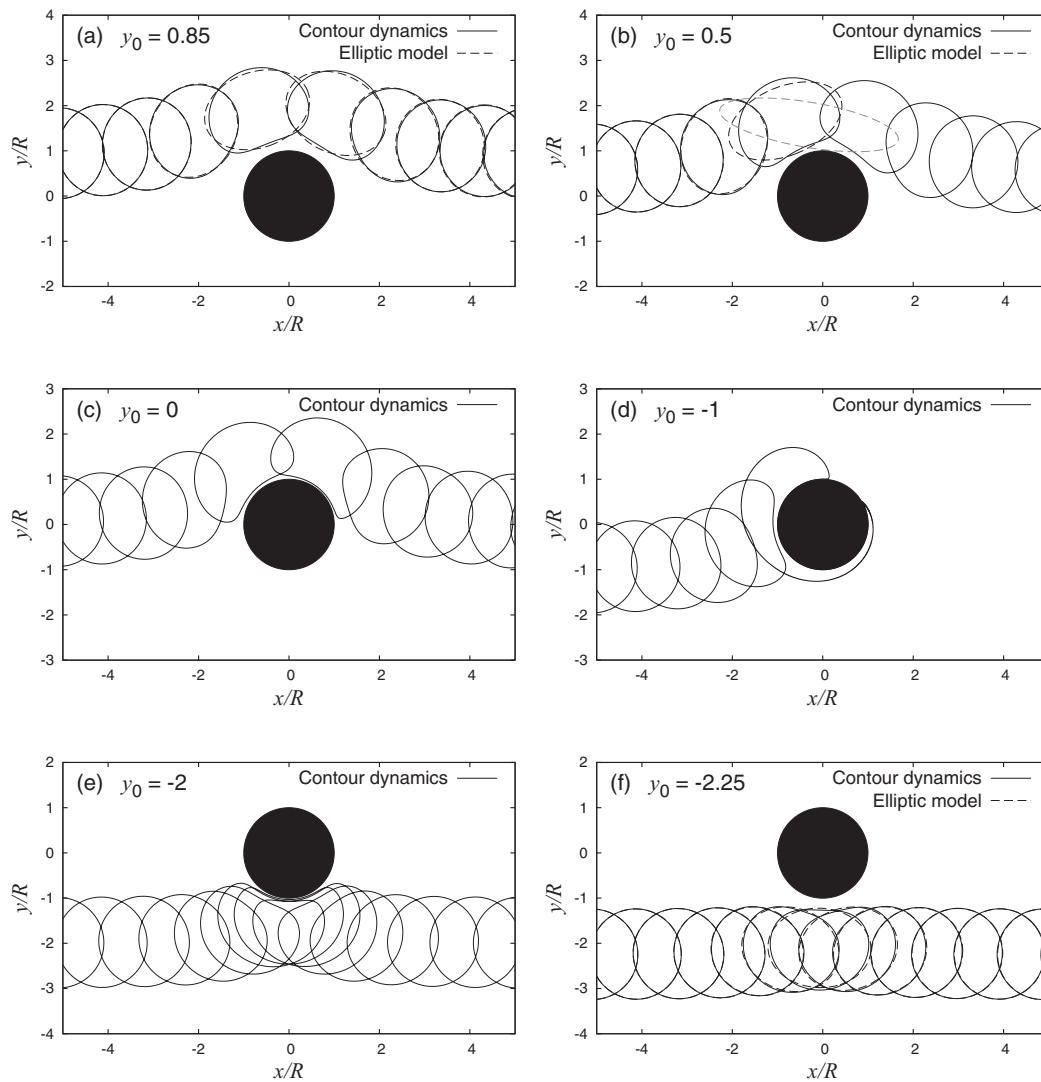 (a) y0 = 0.85
Contour dynamics
Elliptic model
4
3
2
1
0
-1
-2
y/R
-4 -2 0 2 4
x/R
(b) y0 = 0.5
Contour dynamics
Elliptic model
4
3
2
1
0
-1
-2
y/R
-4 -2 0 2 4
x/R
(c) y0 = 0
Contour dynamics
3
2
1
0
-1
-2
-3
y/R
-4 -2 0 2 4
x/R
(d) y0 = -1
Contour dynamics
3
2
1
0
-1
-2
-3
y/R
-4 -2 0 2 4
x/R
(e) y0 = -2
Contour dynamics
2
1
0
-1
-2
-3
-4
y/R
-4 -2 0 2 4
x/R
(f) y0 = -2.25
Contour dynamics
Elliptic model
2
1
0
-1
-2
-3
-4
y/R
-4 -2 0 2 4
x/R